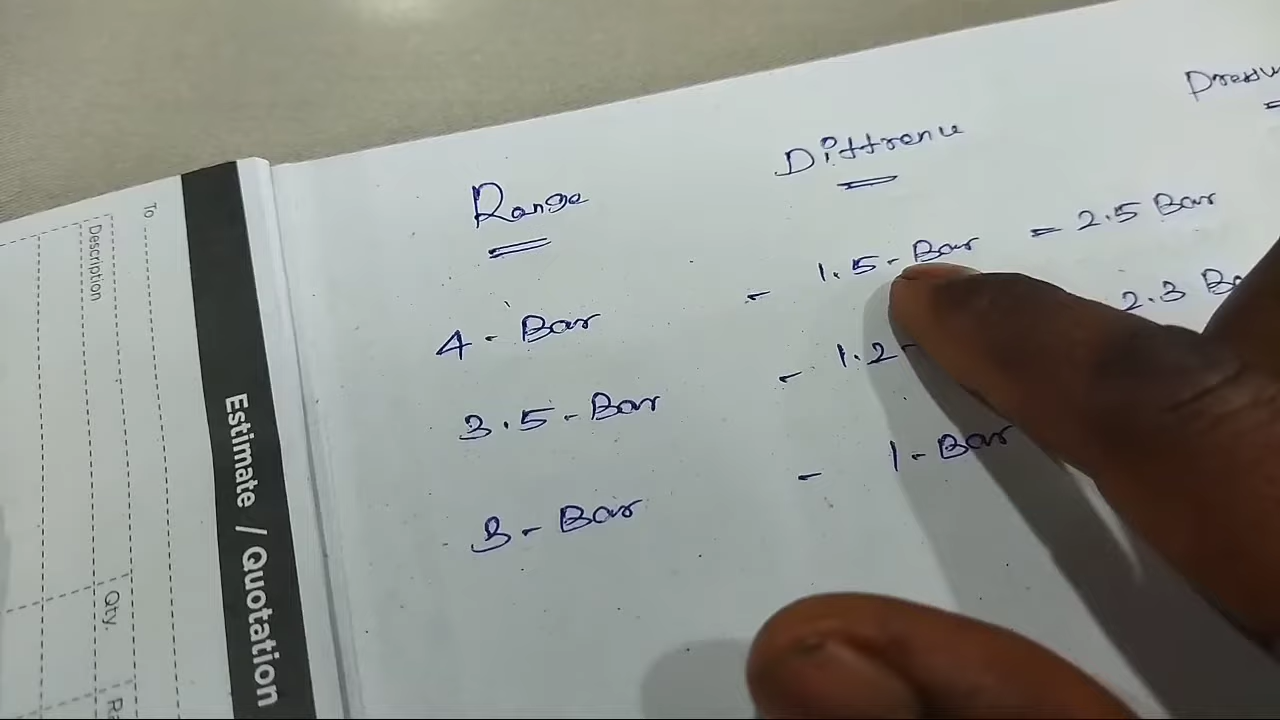 Range Diffrence
4 - Bar - 1.5 - Bar = 2.5 Bar
3.5 - Bar - 1.2 - 2.3
3 - Bar - 1 - Bar
To
Description
Qty.
Estimate / Quotation